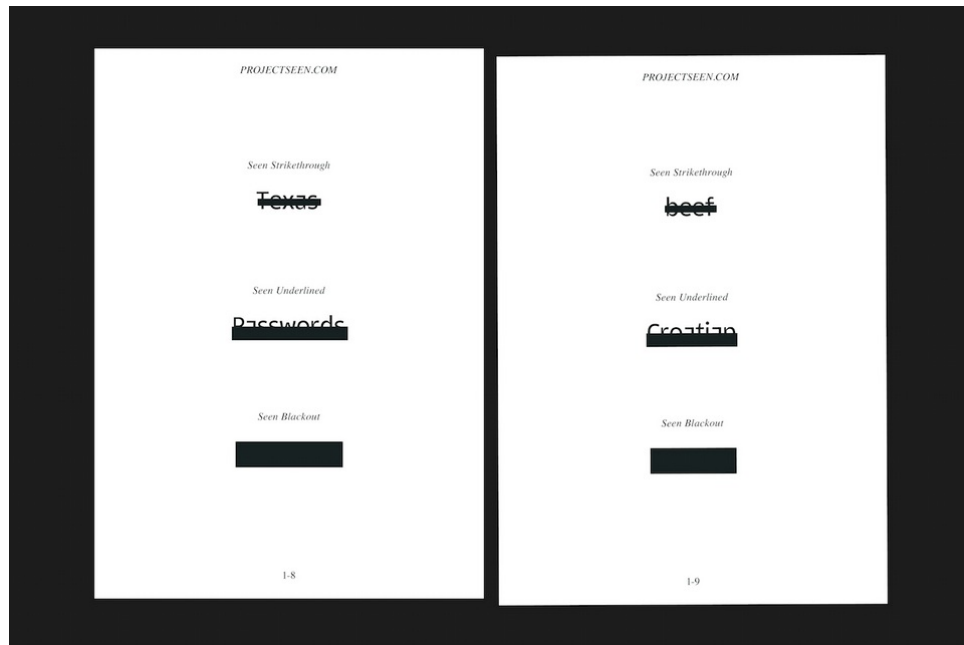 PROJECTSEEN.COM
Seen Strikethrough
Texas
Seen Underlined
Passwords
Seen Blackout
1-8
PROJECTSEEN.COM
Seen Strikethrough
beef
Seen Underlined
Croatian
Seen Blackout
1-9